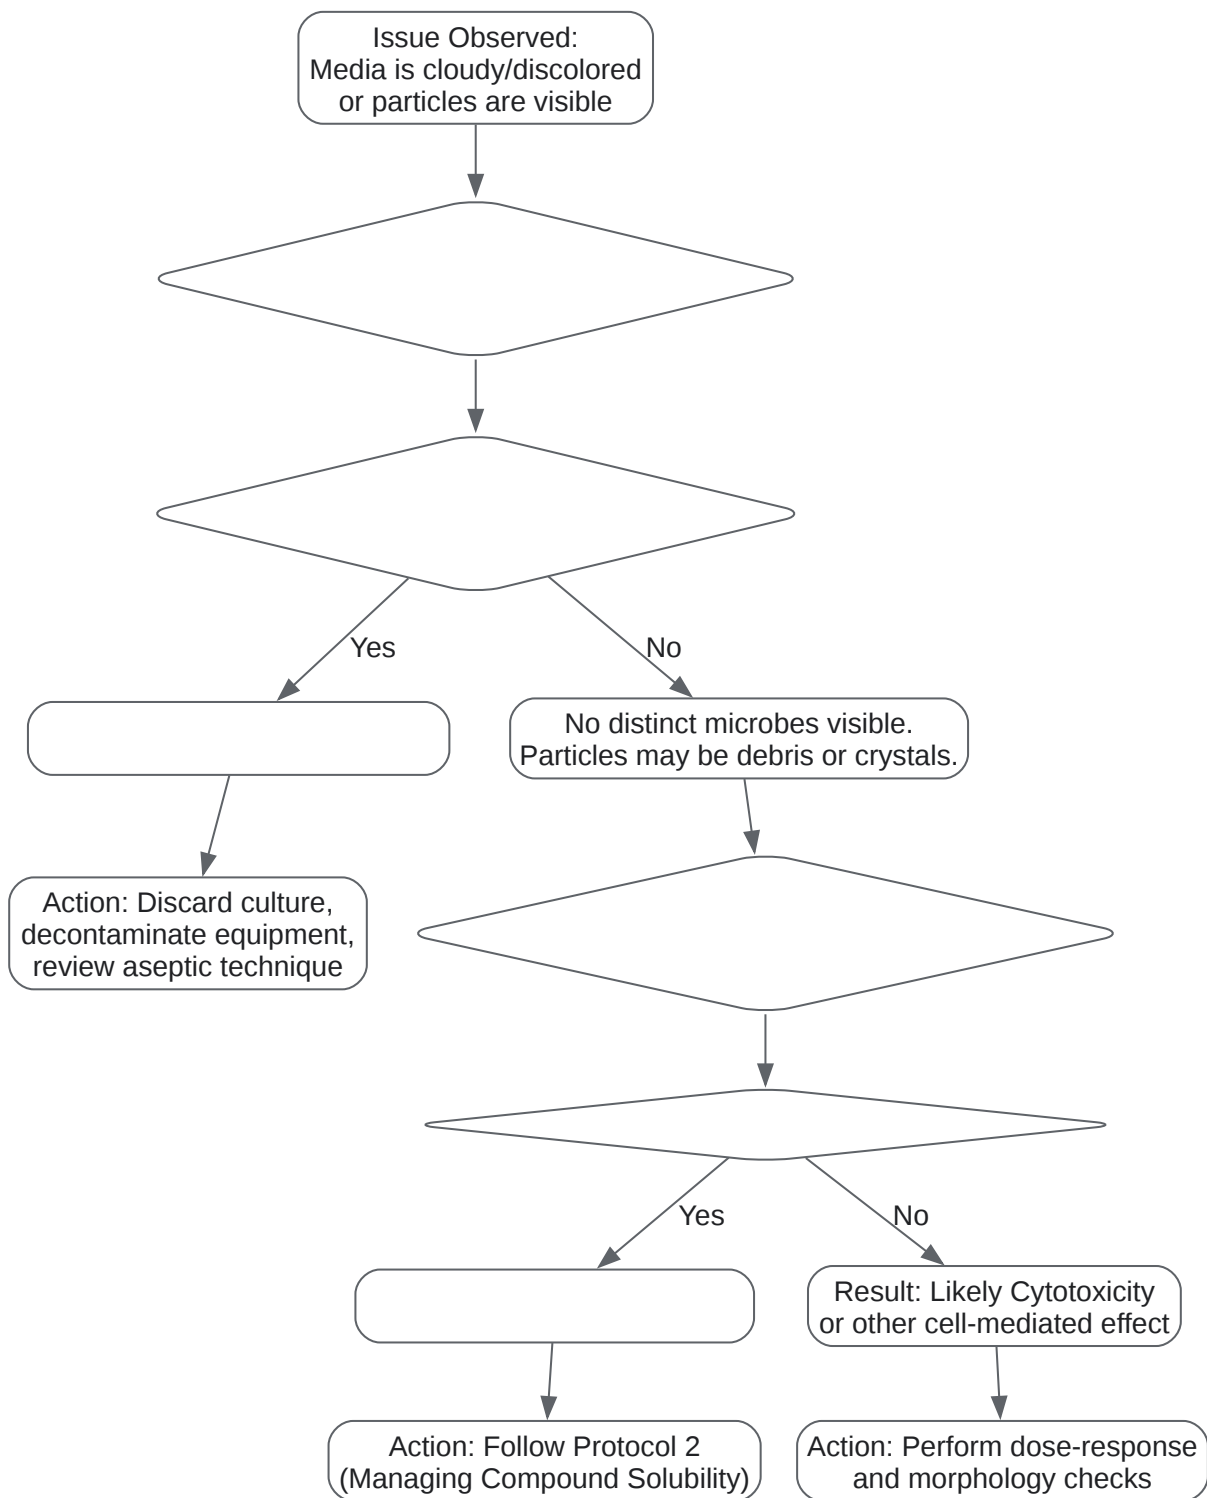 Issue Observed:
Media is cloudy/discolored
or particles are visible
Yes
No
No distinct microbes visible.
Particles may be debris or crystals.
Action: Discard culture,
decontaminate equipment,
review aseptic technique
Yes
No
Result: Likely Cytotoxicity
or other cell-mediated effect
Action: Follow Protocol 2
(Managing Compound Solubility)
Action: Perform dose-response
and morphology checks